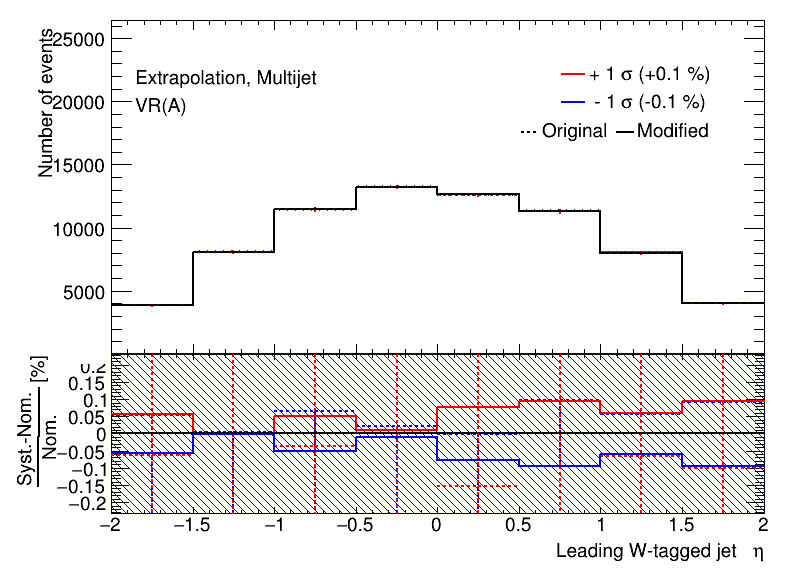 Number of events
25000
20000
15000
10000
5000
Extrapolation, Multijet
VR(A)
+ 1 σ (+0.1 %)
- 1 σ (-0.1 %)
Original
Modified
Syst.-Nom.
Nom.
[%]
0.2
0.15
0.1
0.05
0
−0.05
−0.1
−0.15
−0.2
−2 −1.5 −1 −0.5 0 0.5 1 1.5 2
Leading W-tagged jet η